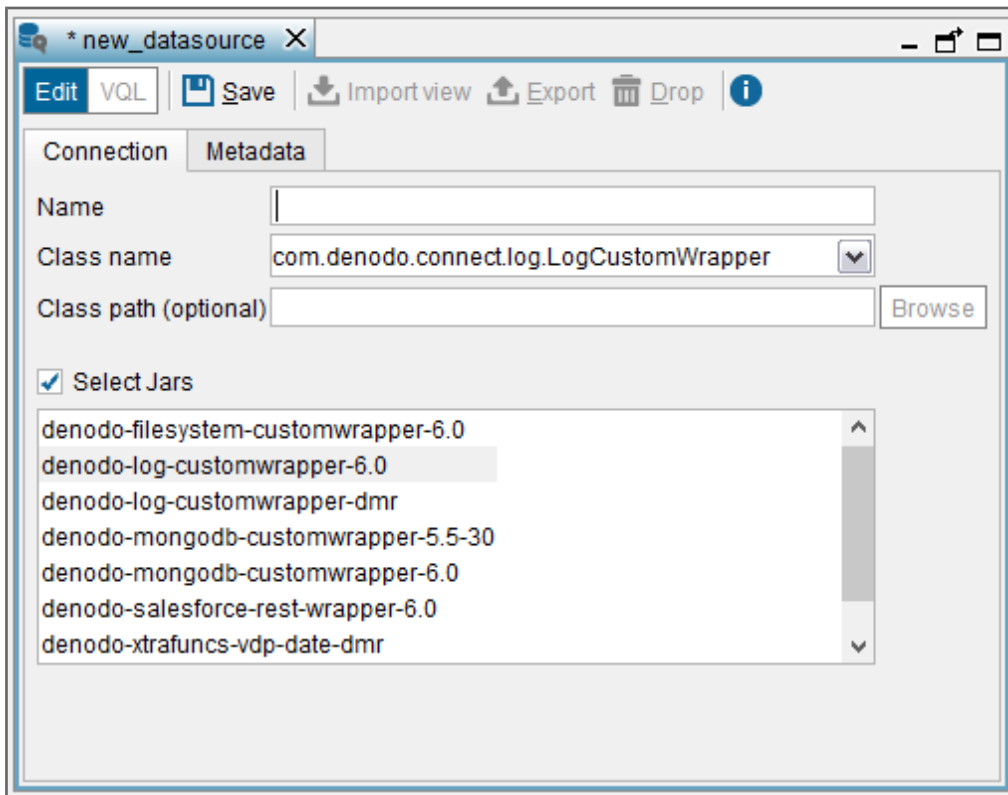 * new_datasource
Edit VQL Save Import view Export Drop i
Connection Metadata
Name
Class name com.denodo.connect.log.LogCustomWrapper
Class path (optional) Browse
Select Jars
denodo-filesystem-customwrapper-6.0
denodo-log-customwrapper-6.0
denodo-log-customwrapper-dmr
denodo-mongodb-customwrapper-5.5-30
denodo-mongodb-customwrapper-6.0
denodo-salesforce-rest-wrapper-6.0
denodo-xtrafuncs-vdp-date-dmr